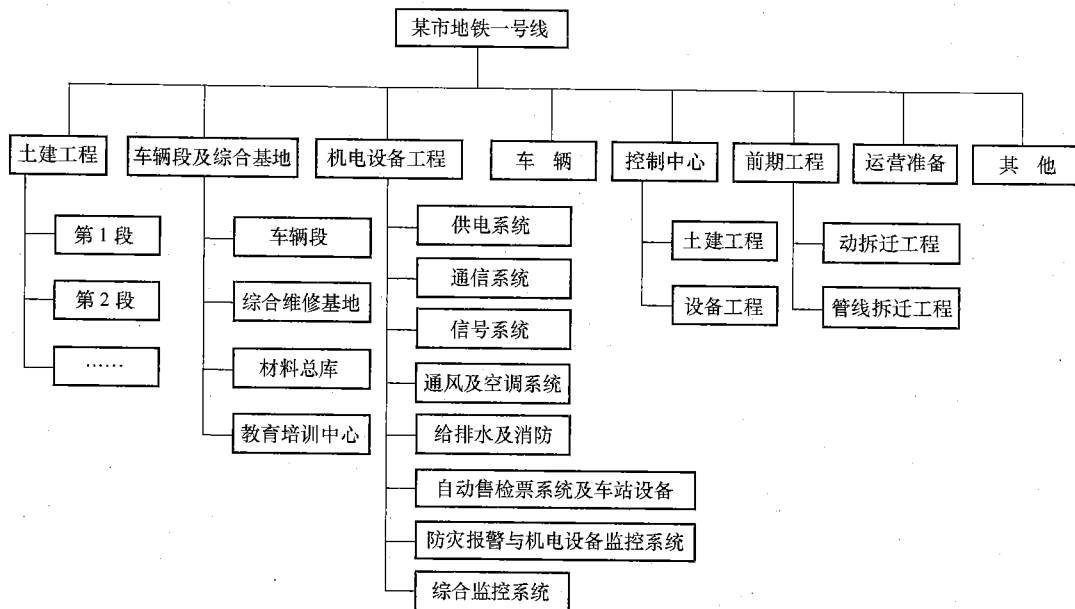 某市地铁一号线
土建工程
车辆段及综合基地
机电设备工程
车 辆
控制中心
前期工程
运营准备
其 他
第1段
第2段
……
车辆段
综合维修基地
材料总库
教育培训中心
供电系统
通信系统
信号系统
通风及空调系统
给排水及消防
自动售检票系统及车站设备
防灾报警与机电设备监控系统
综合监控系统
土建工程
设备工程
动拆迁工程
管线拆迁工程